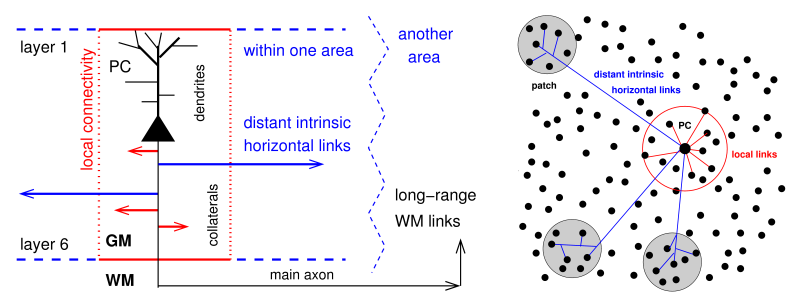 layer 1
PC
local connectivity
dendrites
within one area
another
area
distant intrinsic
horizontal links
collaterals
long-range
WM links
layer 6
GM
WM
main axon
distant intrinsic
horizontal links
patch
PC
local links